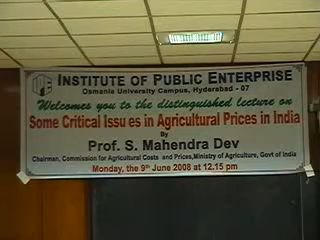 INSTITUTE OF PUBLIC ENTERPRISE
Osmania University Campus, Hyderabad - 07
Welcomes you to the distinguished lecture on
Some Critical Issues in Agricultural Prices in India
By
Prof. S. Mahendra Dev
Chairman, Commission for Agricultural Costs and Prices, Ministry of Agriculture, Govt of India
Monday, the 9th June 2008 at 12.15 pm